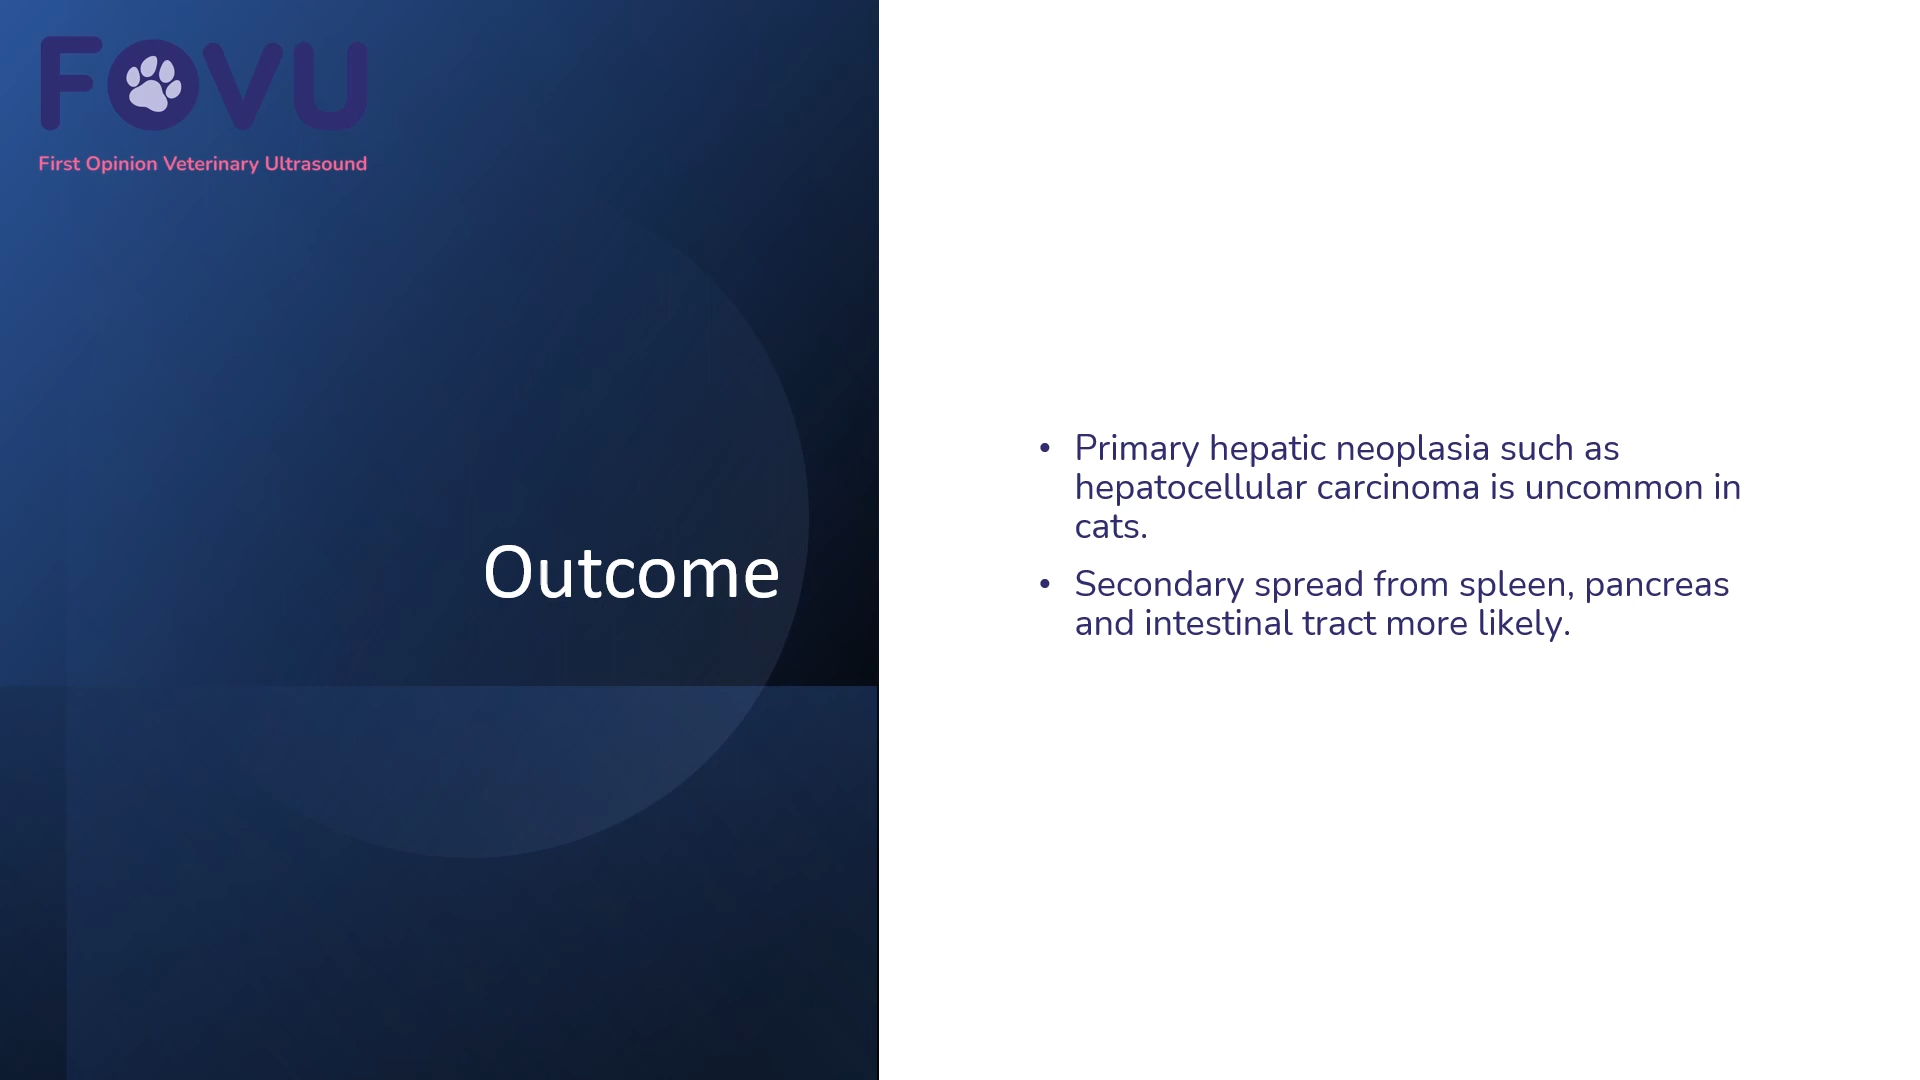 FOVU
First Opinion Veterinary Ultrasound
Outcome
• Primary hepatic neoplasia such as
hepatocellular carcinoma is uncommon in
cats.
• Secondary spread from spleen, pancreas
and intestinal tract more likely.